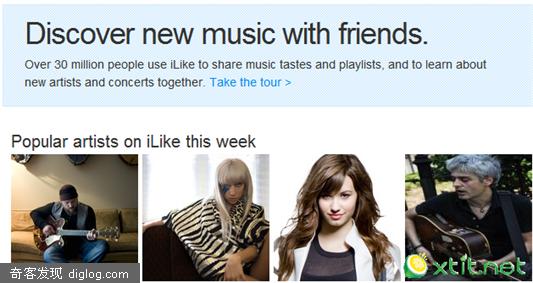 Discover new music with friends.
Over 30 million people use iLike to share music tastes and playlists, and to learn about
new artists and concerts together. Take the tour >
Popular artists on iLike this week
奇客发现 diglog.com
xtit.net